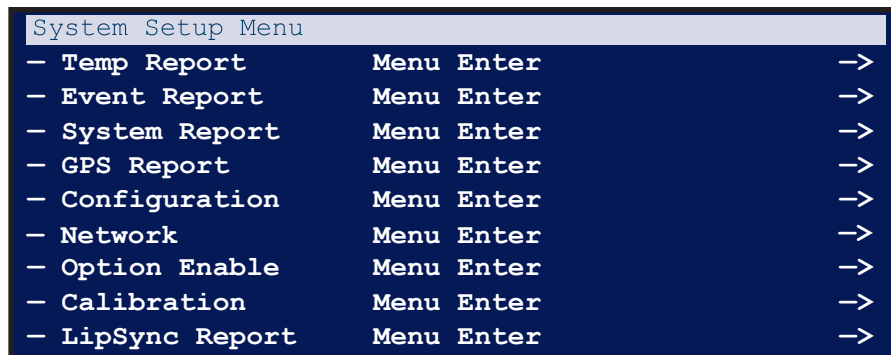 System Setup Menu
— Temp Report Menu Enter —>
— Event Report Menu Enter —>
— System Report Menu Enter —>
— GPS Report Menu Enter —>
— Configuration Menu Enter —>
— Network Menu Enter —>
— Option Enable Menu Enter —>
— Calibration Menu Enter —>
— LipSync Report Menu Enter —>